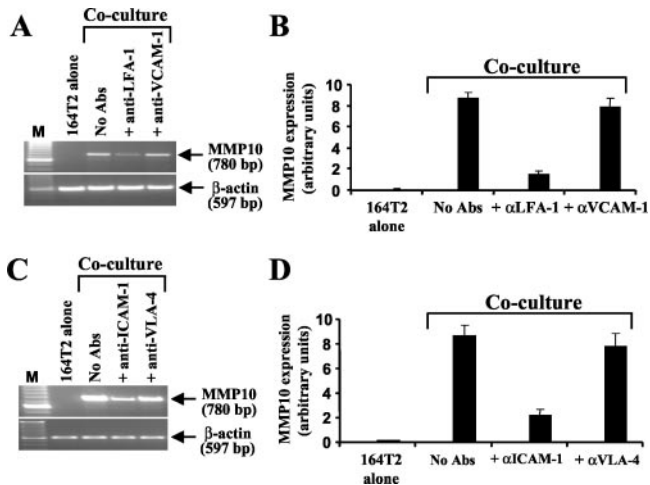 A
Co-culture
164T2 alone
No Abs
+ anti-LFA-1
+ anti-VCAM-1
M
MMP10
(780 bp)
β-actin
(597 bp)
B
Co-culture
MMP10 expression
(arbitrary units)
10
8
6
4
2
0
164T2
alone
No Abs
+ αLFA-1
+ αVCAM-1
C
Co-culture
164T2 alone
No Abs
+ anti-ICAM-1
+ anti-VLA-4
M
MMP10
(780 bp)
β-actin
(597 bp)
D
Co-culture
MMP10 expression
(arbitrary units)
10
8
6
4
2
0
164T2
alone
No Abs
+ αICAM-1
+ αVLA-4